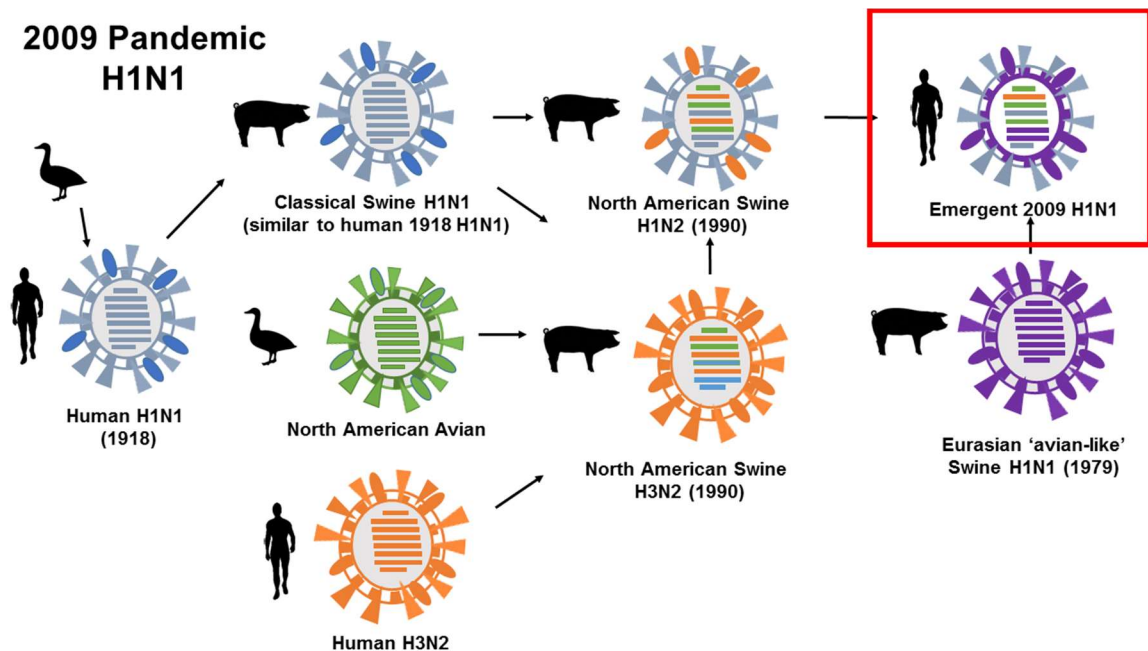 2009 Pandemic
H1N1
Classical Swine H1N1
(similar to human 1918 H1N1)
North American Swine
H1N2 (1990)
Emergent 2009 H1N1
Human H1N1
(1918)
North American Avian
North American Swine
H3N2 (1990)
Eurasian ‘avian-like’
Swine H1N1 (1979)
Human H3N2